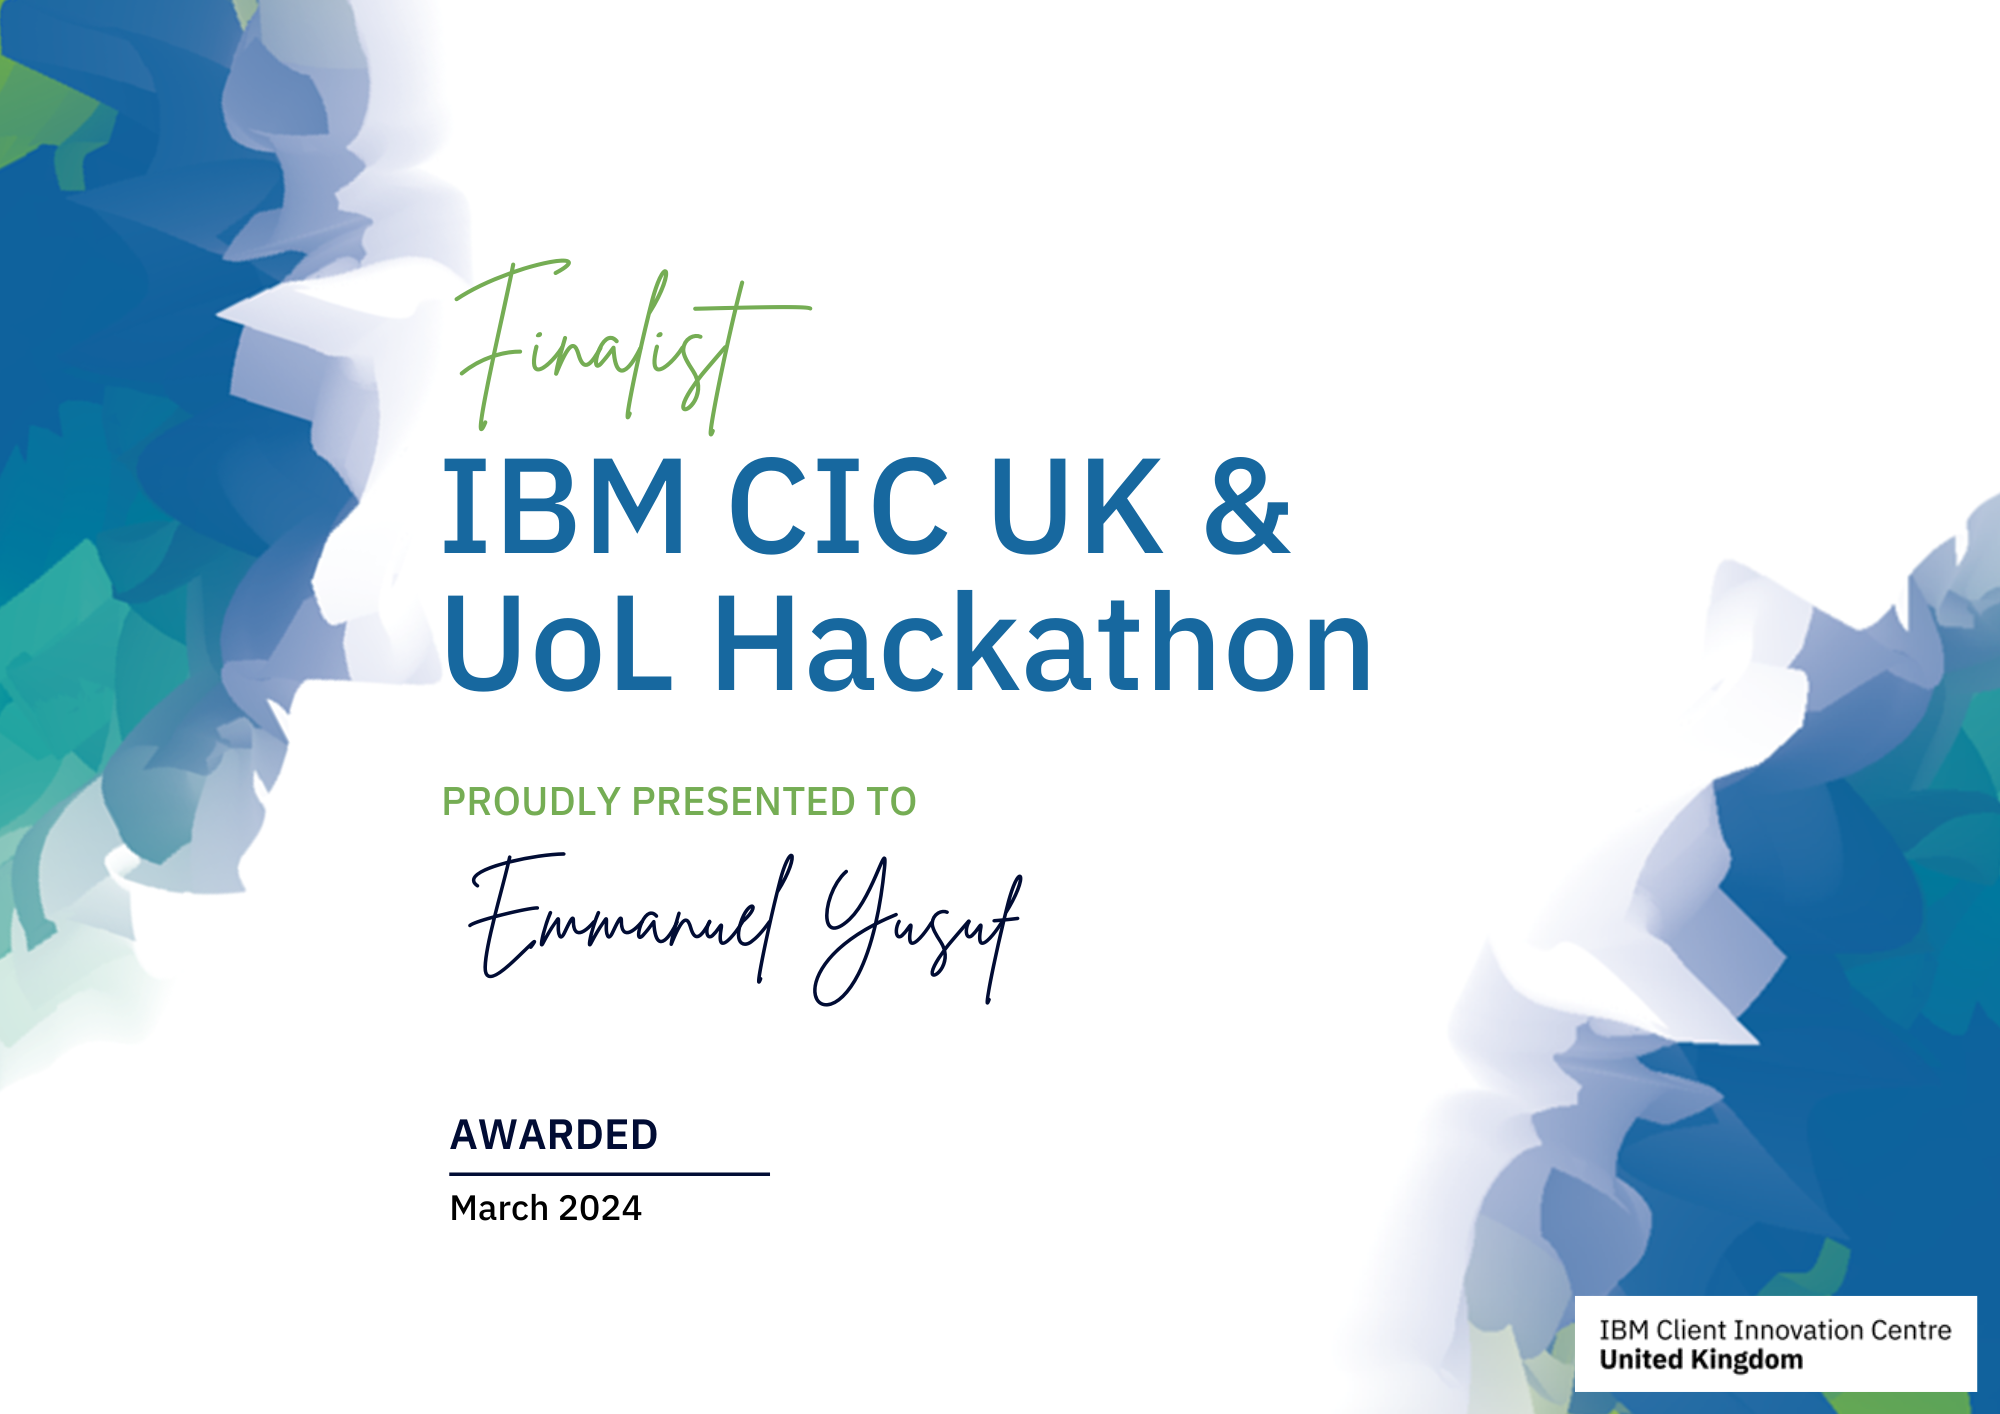 Finalist
IBM CIC UK &
UoL Hackathon
PROUDLY PRESENTED TO
Emmanuel Yusuf
AWARDED
March 2024
IBM Client Innovation Centre
United Kingdom